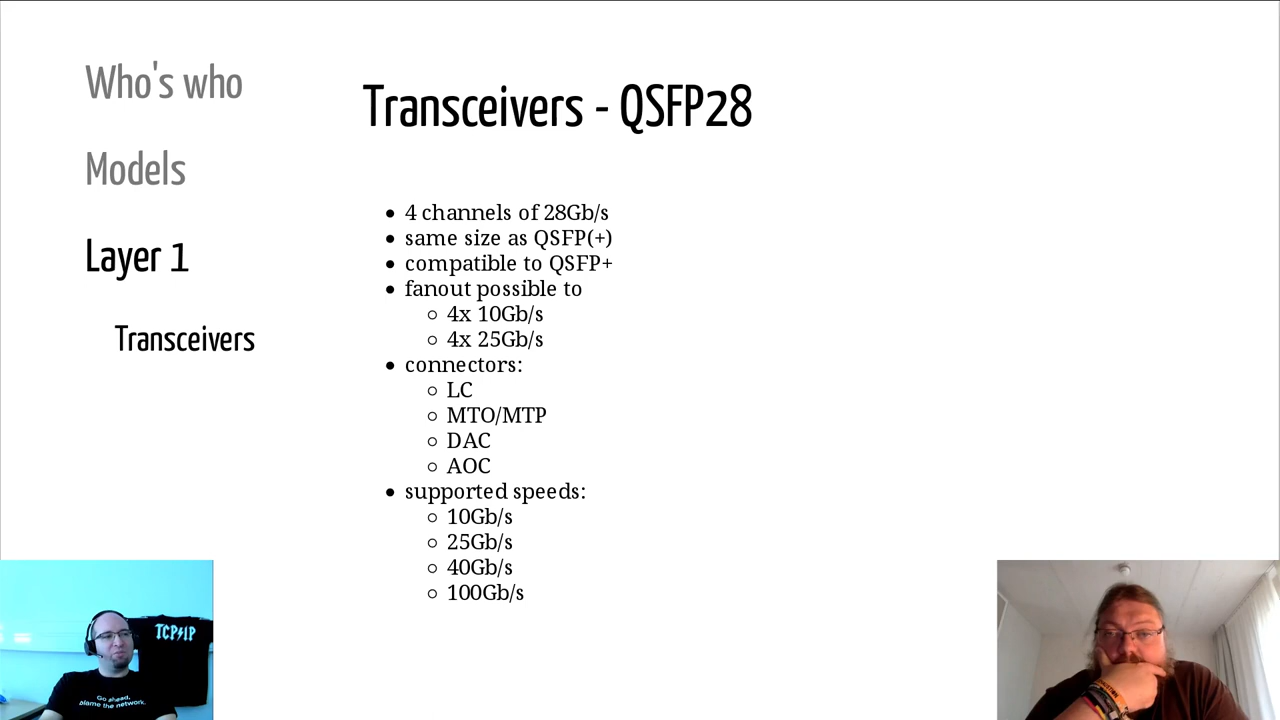 Who's who
Models
Layer 1
Transceivers
Transceivers - QSFP28
4 channels of 28Gb/s
same size as QSFP(+)
compatible to QSFP+
fanout possible to
4x 10Gb/s
4x 25Gb/s
connectors:
LC
MTO/MTP
DAC
AOC
supported speeds:
10Gb/s
25Gb/s
40Gb/s
100Gb/s
TCP/IP
Go ahead,
blame the network.